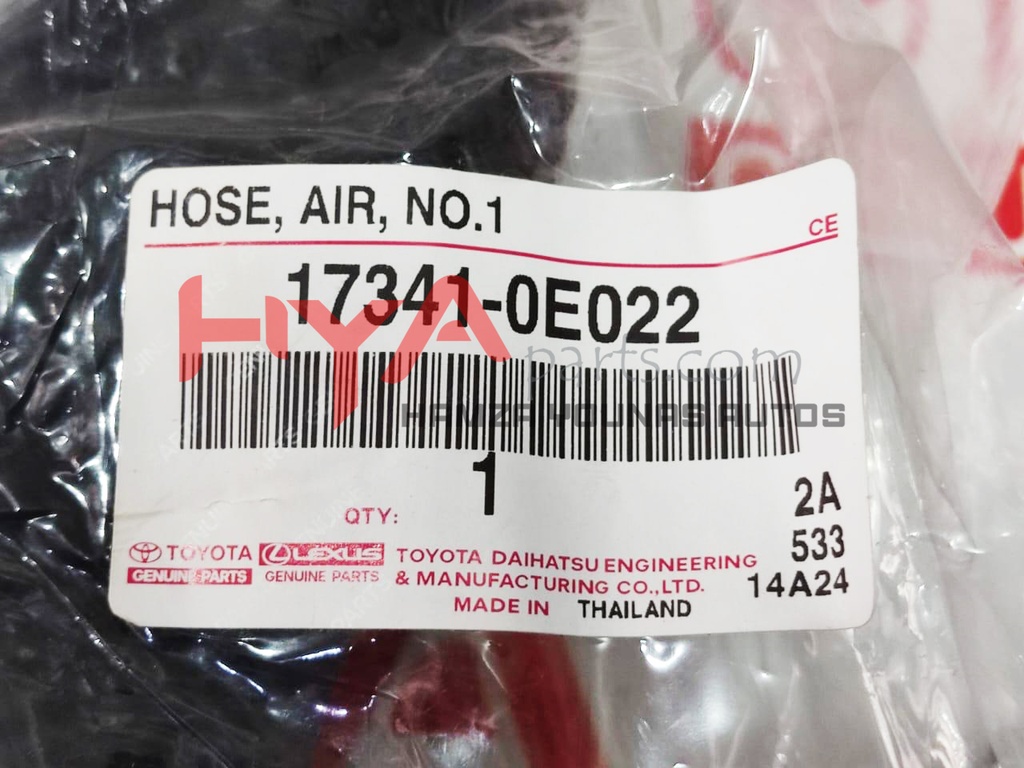 HOSE, AIR, NO.1
CE
17341-0E022
HYA parts.com
HAMZA YOUNAS AUTOS
1
QTY:
2A
533
14A24
TOYOTA
GENUINE PARTS
LEXUS
GENUINE PARTS
TOYOTA DAIHATSU ENGINEERING
& MANUFACTURING CO.,LTD.
MADE IN THAILAND